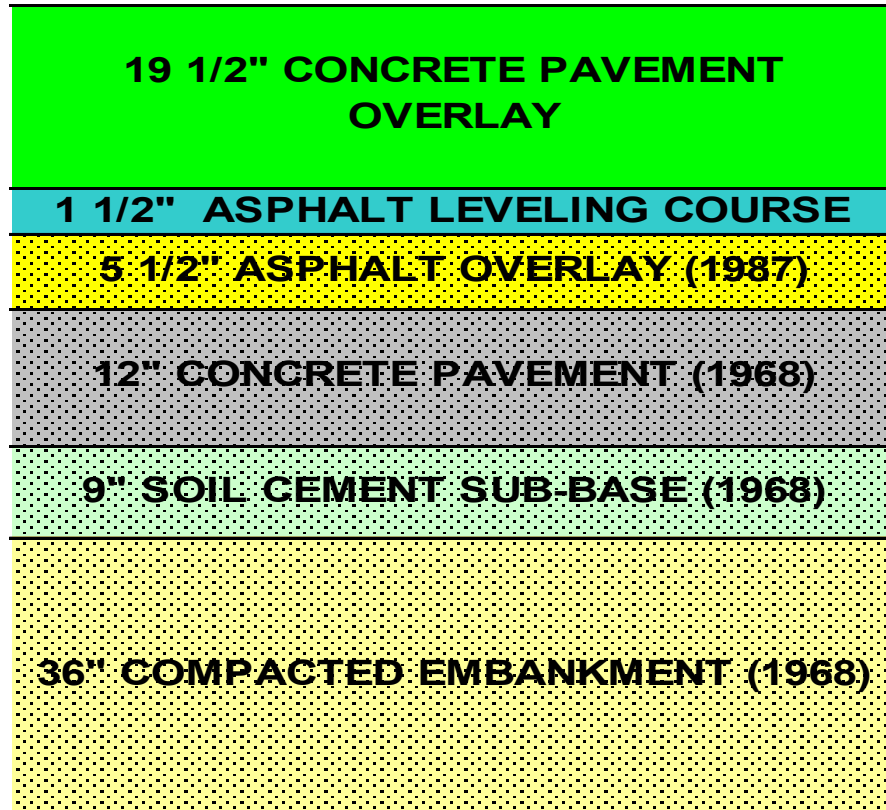 19 1/2" CONCRETE PAVEMENT
OVERLAY
1 1/2" ASPHALT LEVELING COURSE
5 1/2" ASPHALT OVERLAY (1987)
12" CONCRETE PAVEMENT (1968)
9" SOIL CEMENT SUB-BASE (1968)
36" COMPACTED EMBANKMENT (1968)